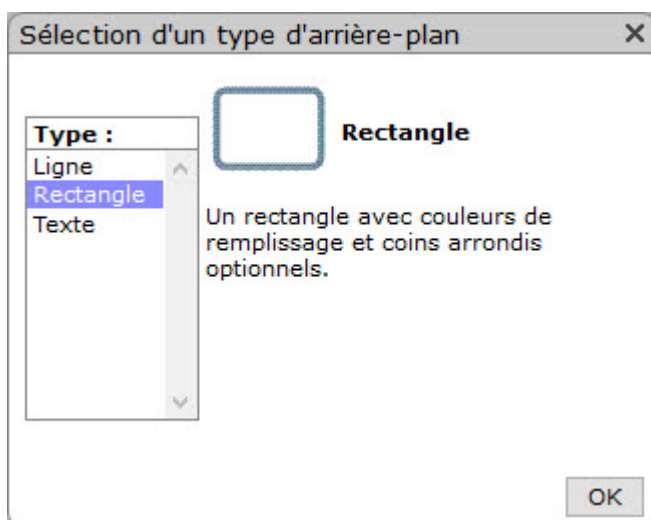 Sélection d'un type d'arrière-plan
Type :
Ligne
Rectangle
Texte
Rectangle
Un rectangle avec couleurs de
remplissage et coins arrondis
optionnels.
OK